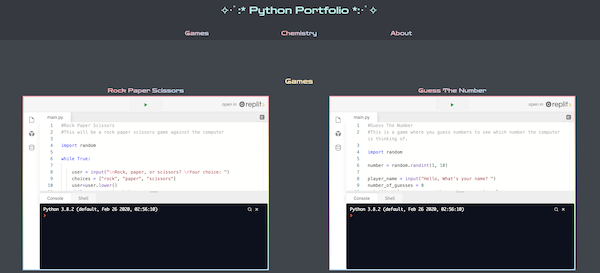 ✧･ﾟ:* Python Portfolio *:･ﾟ✧
Games Chemistry About
Games
Rock Paper Scissors
open in replit
main.py
1 #Rock Paper Scissors
2 #This will be a rock paper scissors game against the computer
3
4 import random
5
6 while True:
7
8 user = input("\nRock, paper, or scissors? \nYour choice: ")
9 choices = ["rock", "paper", "scissors"]
10 user=user.lower()
Console Shell
Python 3.8.2 (default, Feb 26 2020, 02:56:10)
Guess The Number
open in replit
main.py
1 #Guess The Number
2 #This is a game where you guess numbers to see which number the computer
is thinking of.
3
4 import random
5
6 number = random.randint(1, 10)
7
8 player_name = input("Hello, What's your name? ")
9 number_of_guesses = 0
Console Shell
Python 3.8.2 (default, Feb 26 2020, 02:56:10)